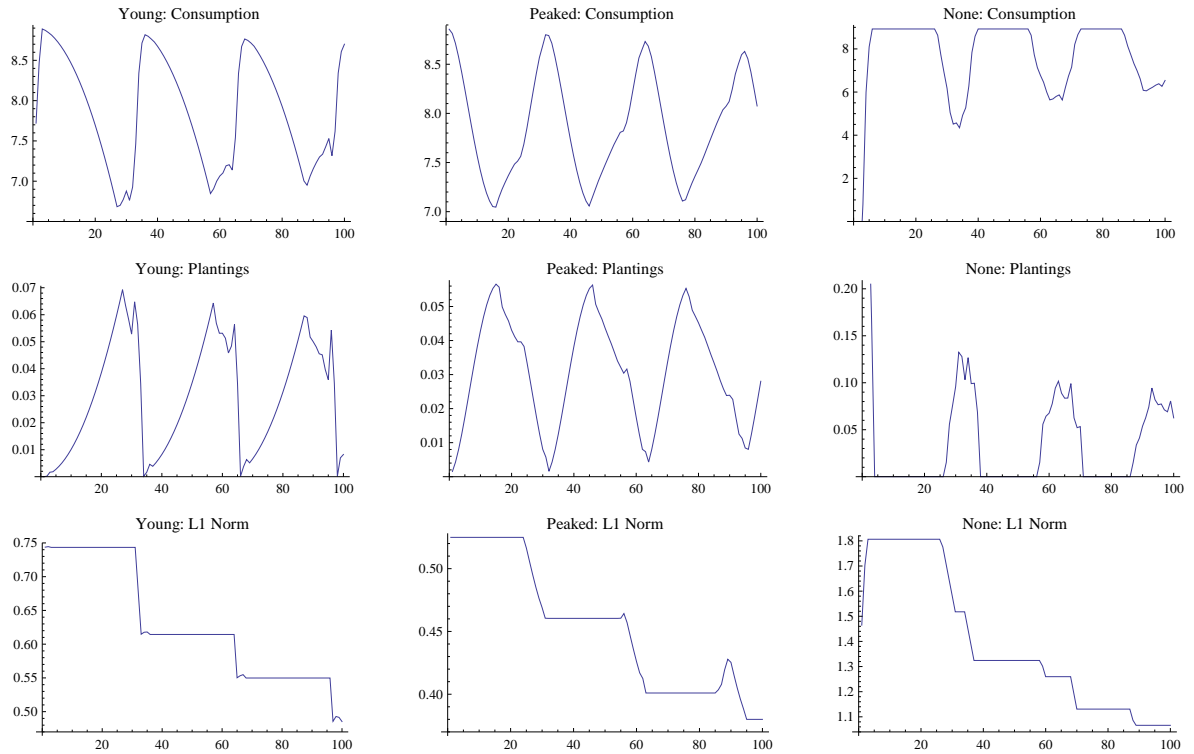 Young: Consumption
8.5
8.0
7.5
7.0
20 40 60 80 100
Peaked: Consumption
8.5
8.0
7.5
7.0
20 40 60 80 100
None: Consumption
8
6
4
2
20 40 60 80 100
Young: Plantings
0.07
0.06
0.05
0.04
0.03
0.02
0.01
20 40 60 80 100
Peaked: Plantings
0.05
0.04
0.03
0.02
0.01
20 40 60 80 100
None: Plantings
0.20
0.15
0.10
0.05
20 40 60 80 100
Young: L1 Norm
0.75
0.70
0.65
0.60
0.55
0.50
20 40 60 80 100
Peaked: L1 Norm
0.50
0.45
0.40
20 40 60 80 100
None: L1 Norm
1.8
1.7
1.6
1.5
1.4
1.3
1.2
1.1
20 40 60 80 100